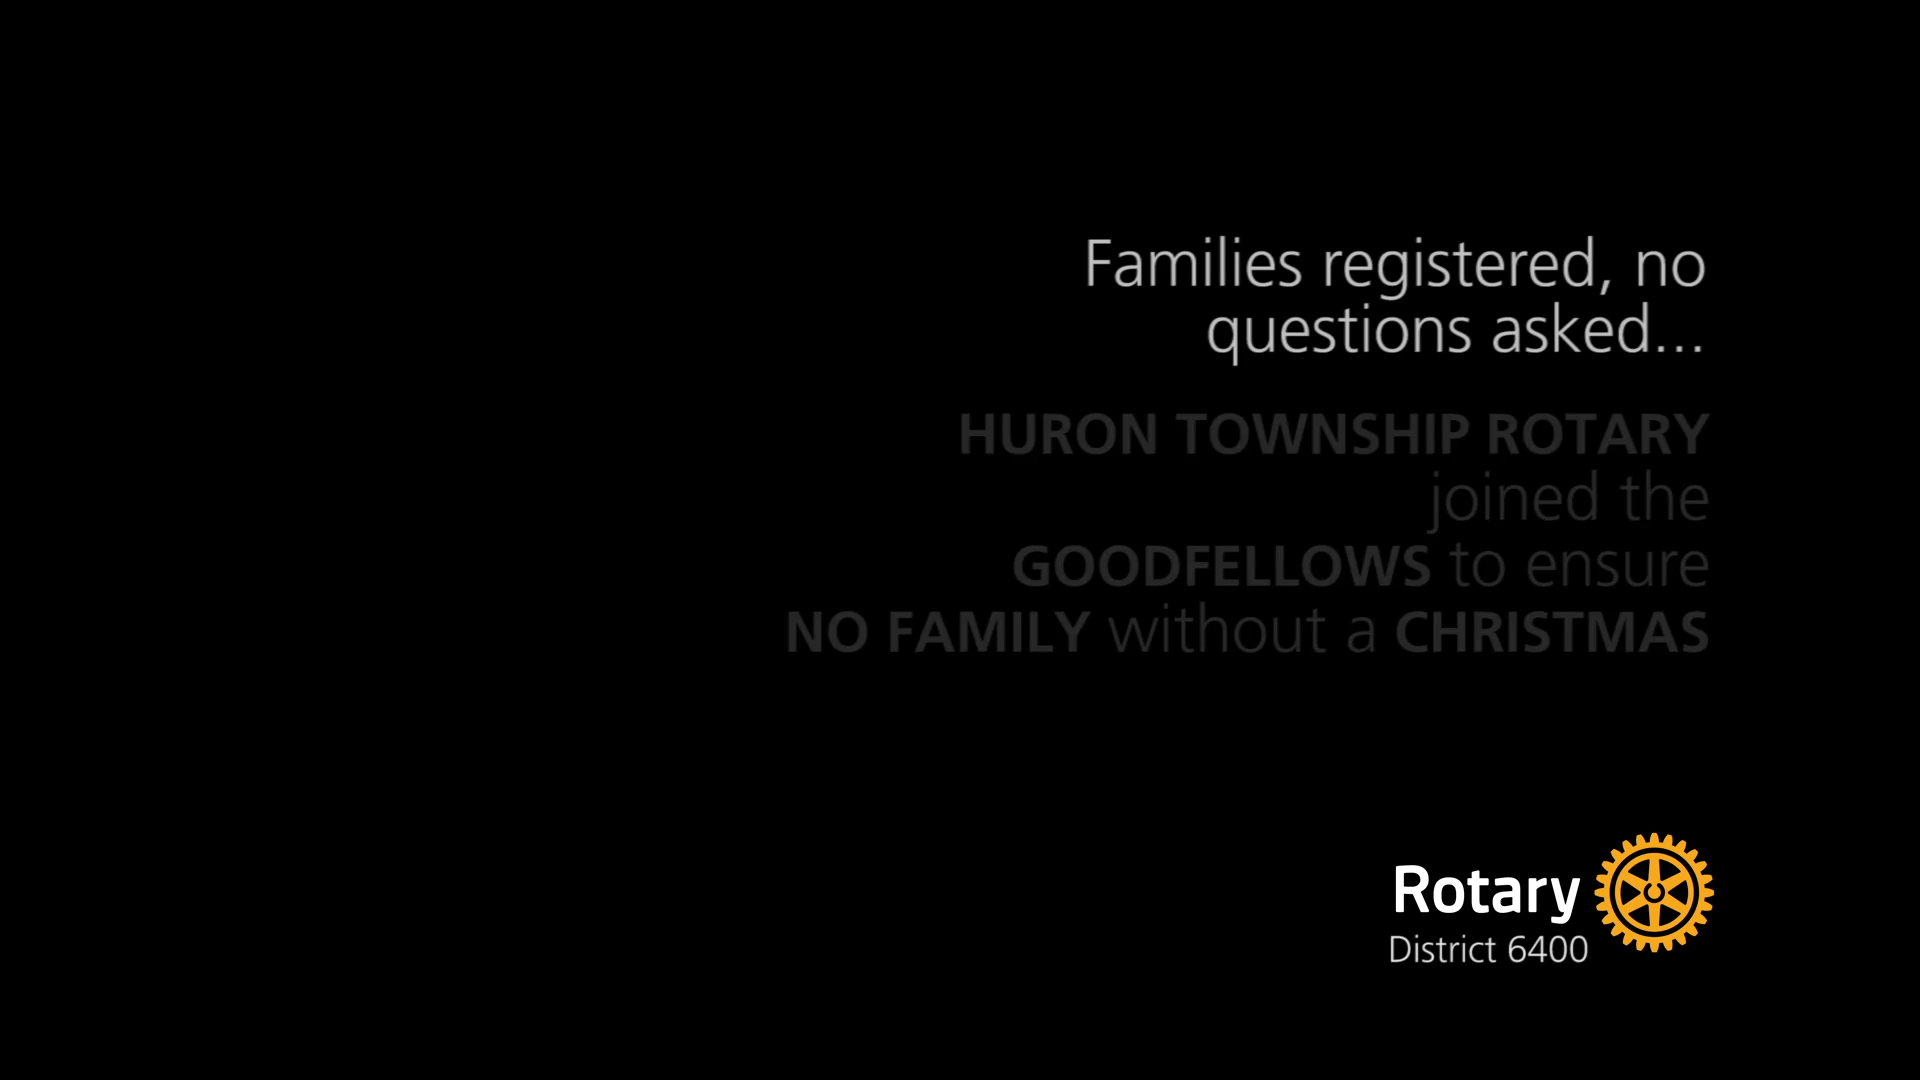 Families registered, no
questions asked...
HURON TOWNSHIP ROTARY
joined the
GOODFELLOWS to ensure
NO FAMILY without a CHRISTMAS
Rotary
District 6400